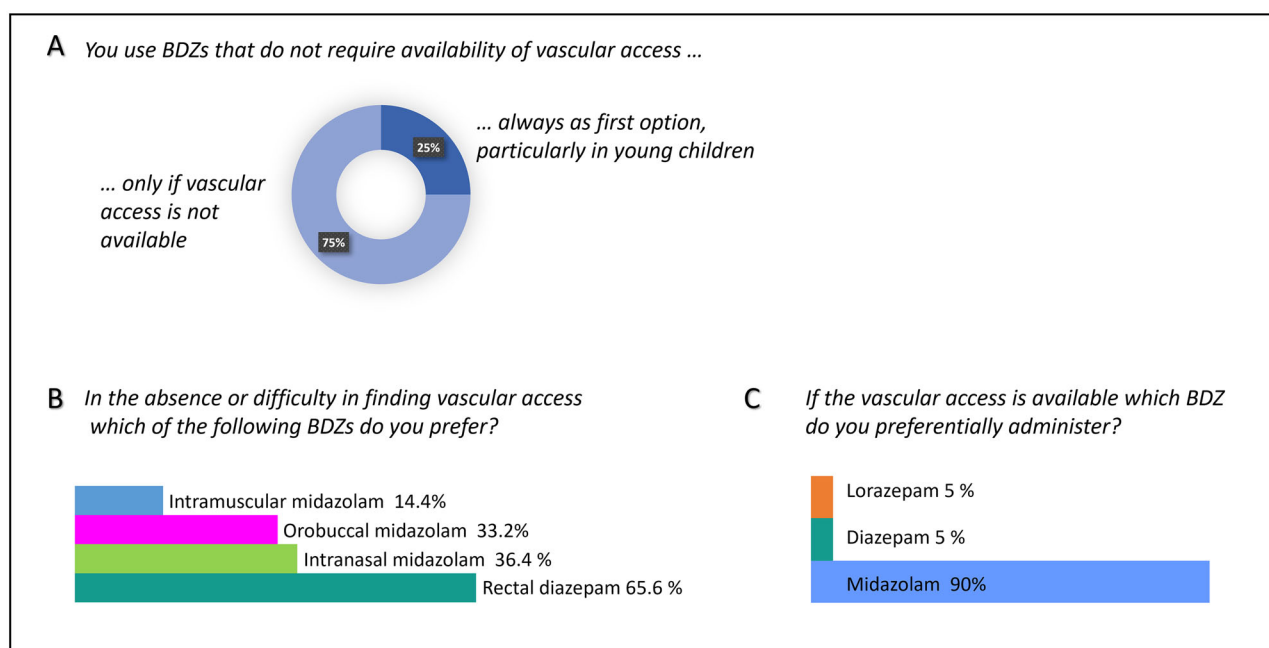 A You use BDZs that do not require availability of vascular access ...
... always as first option,
particularly in young children
25%
... only if vascular
access is not
available
75%
B In the absence or difficulty in finding vascular access
which of the following BDZs do you prefer?
Intramuscular midazolam 14.4%
Orobuccal midazolam 33.2%
Intranasal midazolam 36.4 %
Rectal diazepam 65.6 %
C If the vascular access is available which BDZ
do you preferentially administer?
Lorazepam 5 %
Diazepam 5 %
Midazolam 90%